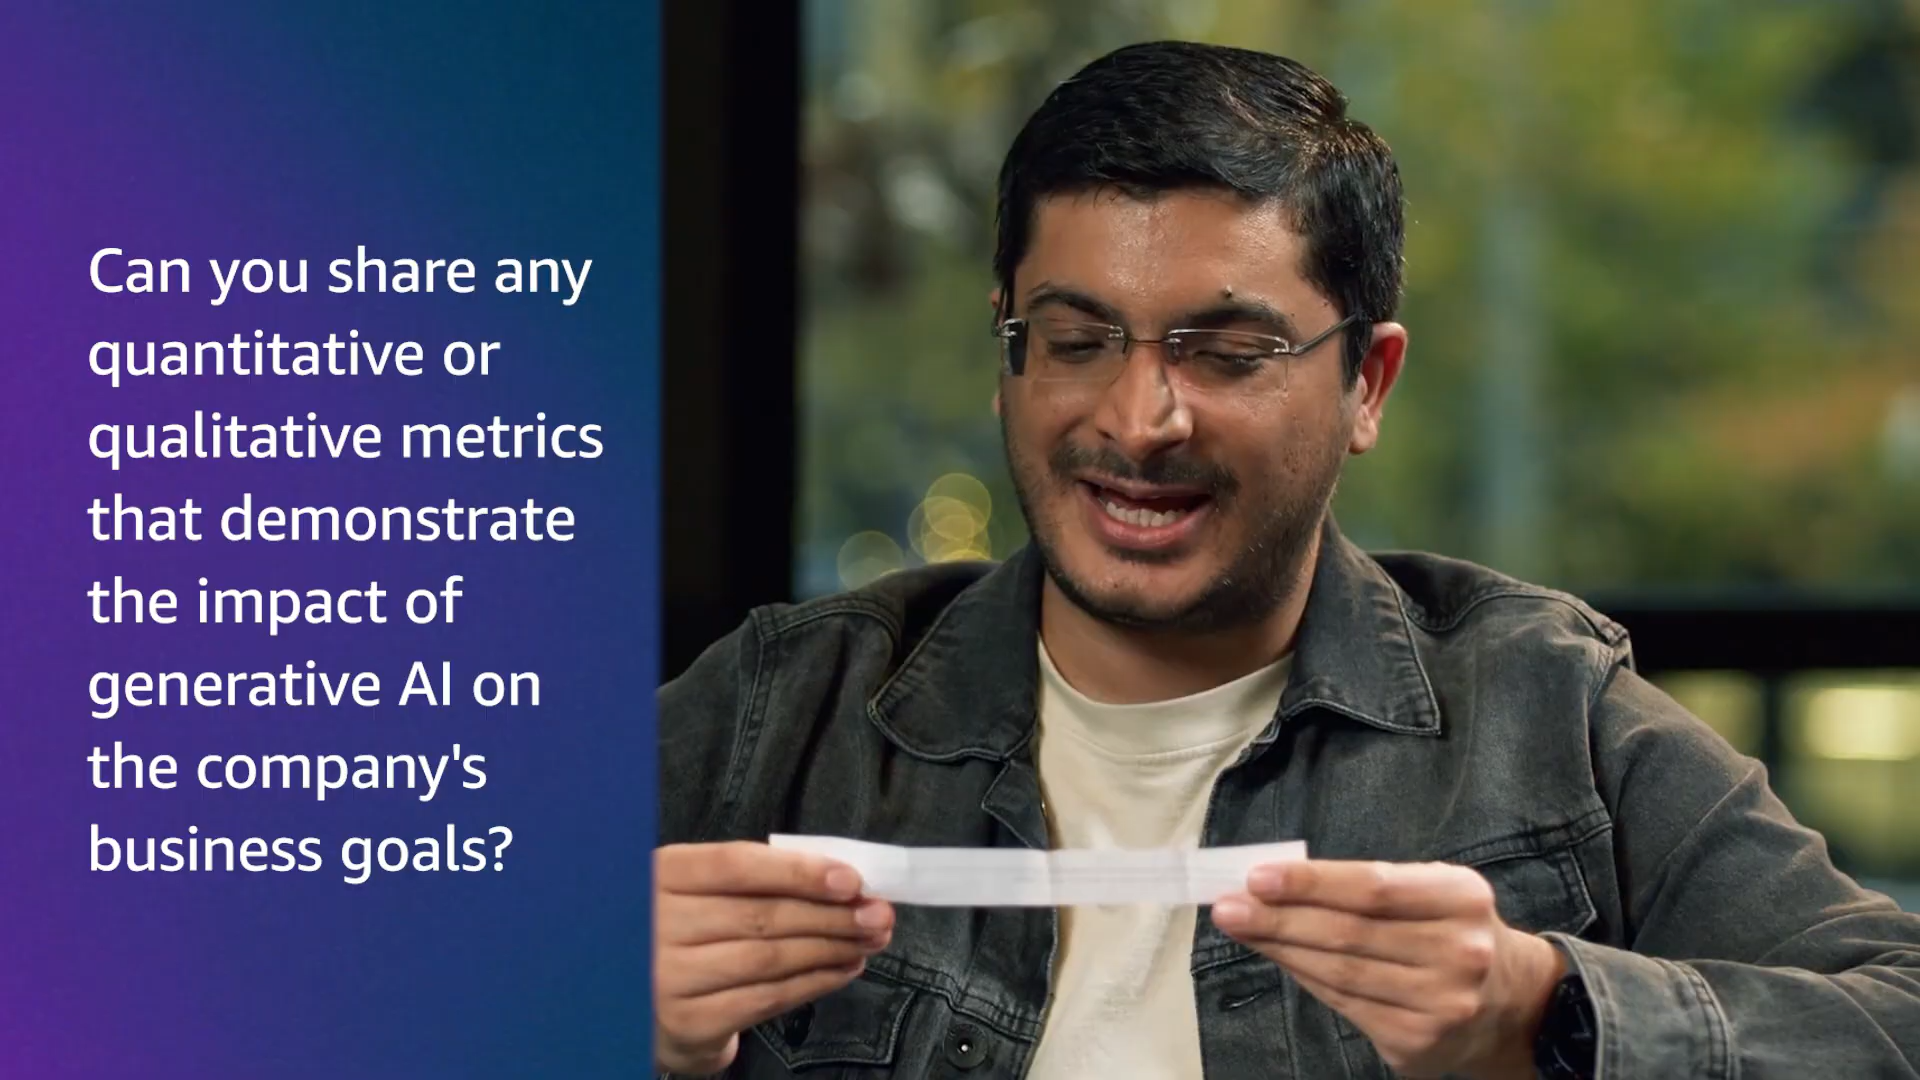 Can you share any
quantitative or
qualitative metrics
that demonstrate
the impact of
generative AI on
the company's
business goals?